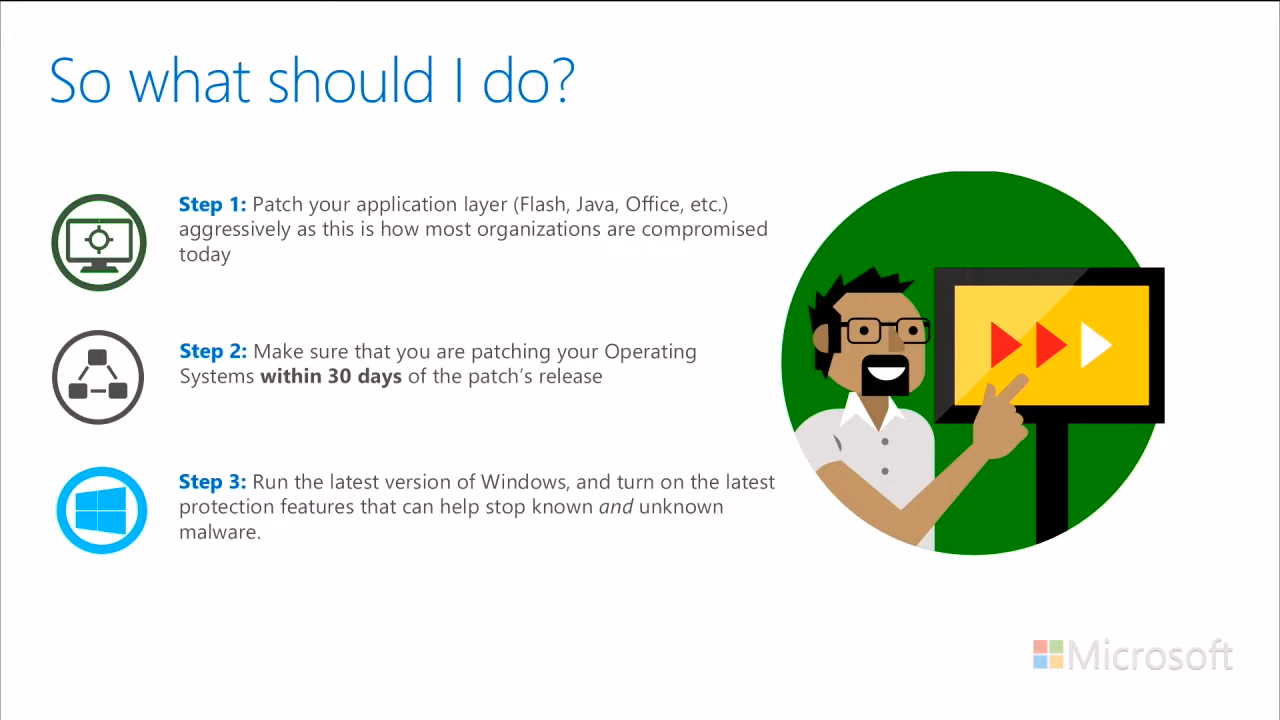 So what should I do?
Step 1: Patch your application layer (Flash, Java, Office, etc.)
aggressively as this is how most organizations are compromised
today
Step 2: Make sure that you are patching your Operating
Systems within 30 days of the patch’s release
Step 3: Run the latest version of Windows, and turn on the latest
protection features that can help stop known and unknown
malware.
Microsoft